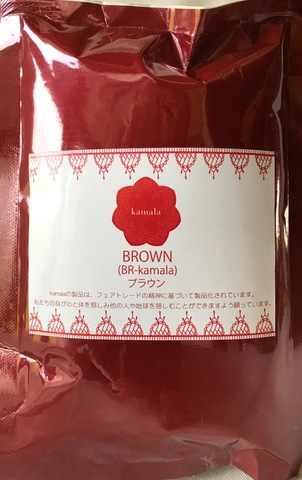 kamala
BROWN
(BR-kamala)
ブラウン
kamalaの製品は、フェアトレードの精神に基づいて製品化されています。
私たち自身が心と体を慈しみ他の人や地球を慈しむことができますよう願っています。